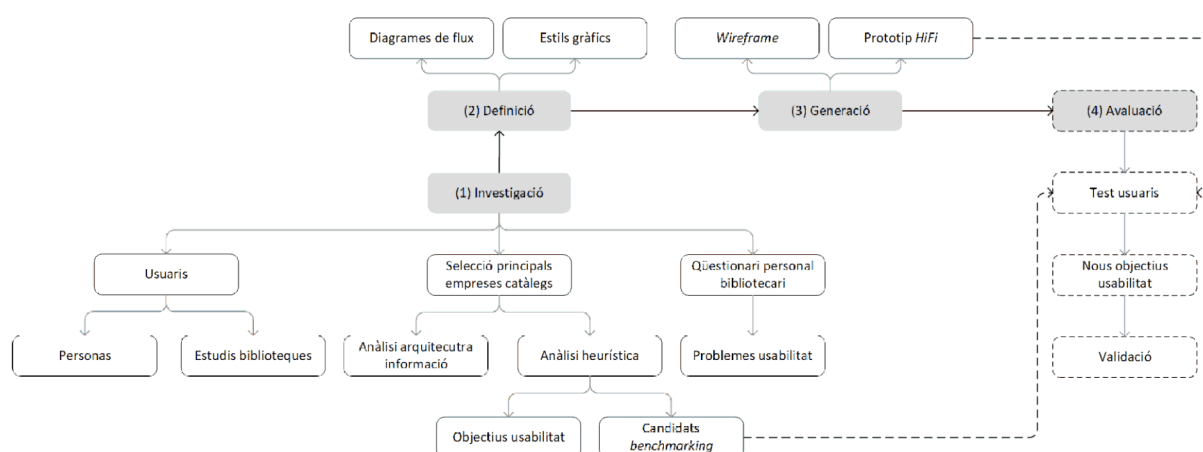 Diagrames de flux
Estils gràfics
Wireframe
Prototip HiFi
(2) Definició
(3) Generació
(4) Avaluació
(1) Investigació
Test usuaris
Usuaris
Selecció principals
empreses catàlegs
Qüestionari personal
bibliotecari
Nous objectius
usabilitat
Personas
Estudis biblioteques
Anàlisi arquitecutra
informació
Anàlisi heurística
Problemes usabilitat
Validació
Objectius usabilitat
Candidats
benchmarking